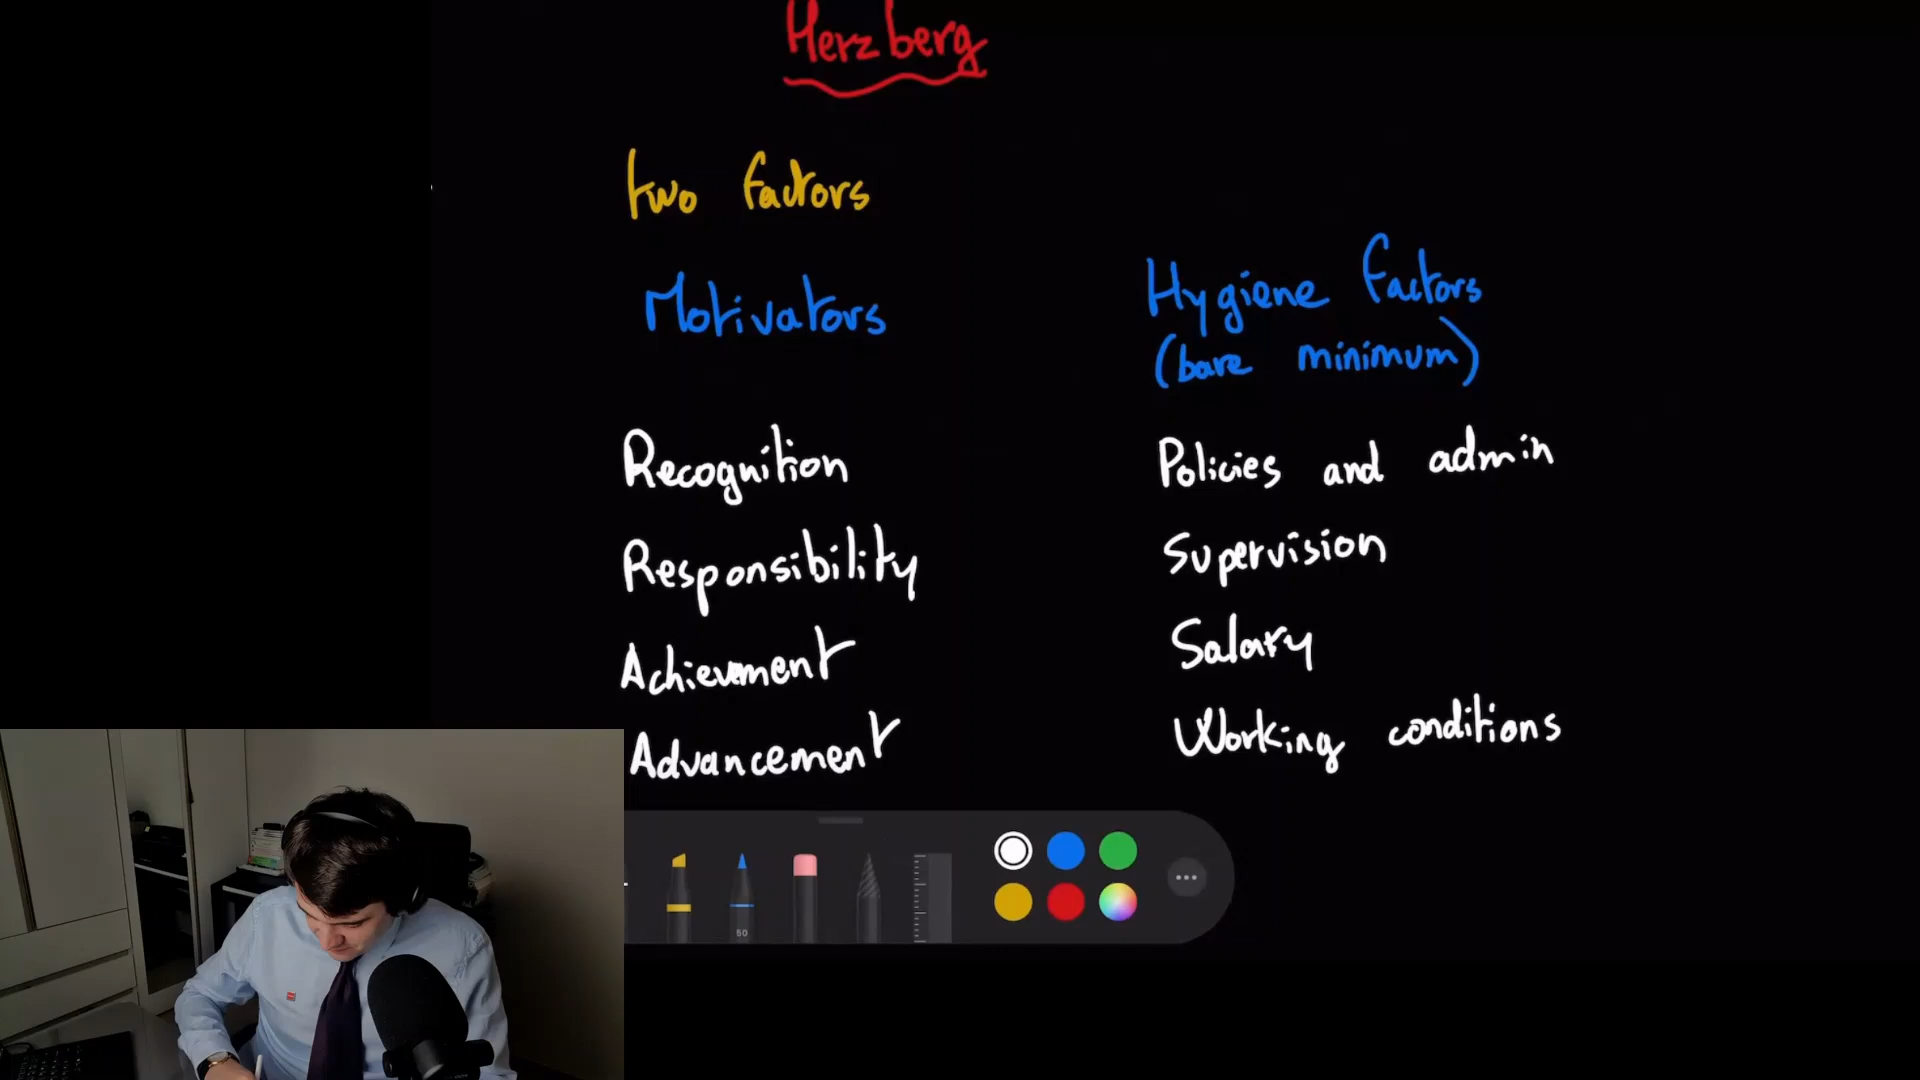 Herzberg
two factors
Motivators
Recognition
Responsibility
Achievement
Advancement
Hygiene factors
(bare minimum)
Policies and admin
Supervision
Salary
Working conditions
50